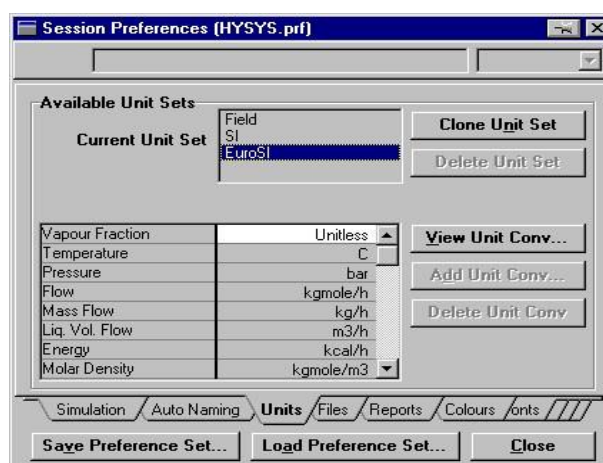 Session Preferences (HYSYS.prf)
Available Unit Sets
Current Unit Set
Field
SI
EuroSI
Clone Unit Set
Delete Unit Set
Vapour Fraction Unitless
Temperature C
Pressure bar
Flow kgmole/h
Mass Flow kg/h
Liq. Vol. Flow m3/h
Energy kcal/h
Molar Density kgmole/m3
View Unit Conv...
Add Unit Conv...
Delete Unit Conv
Simulation Auto Naming Units Files Reports Colours onts
Save Preference Set... Load Preference Set... Close